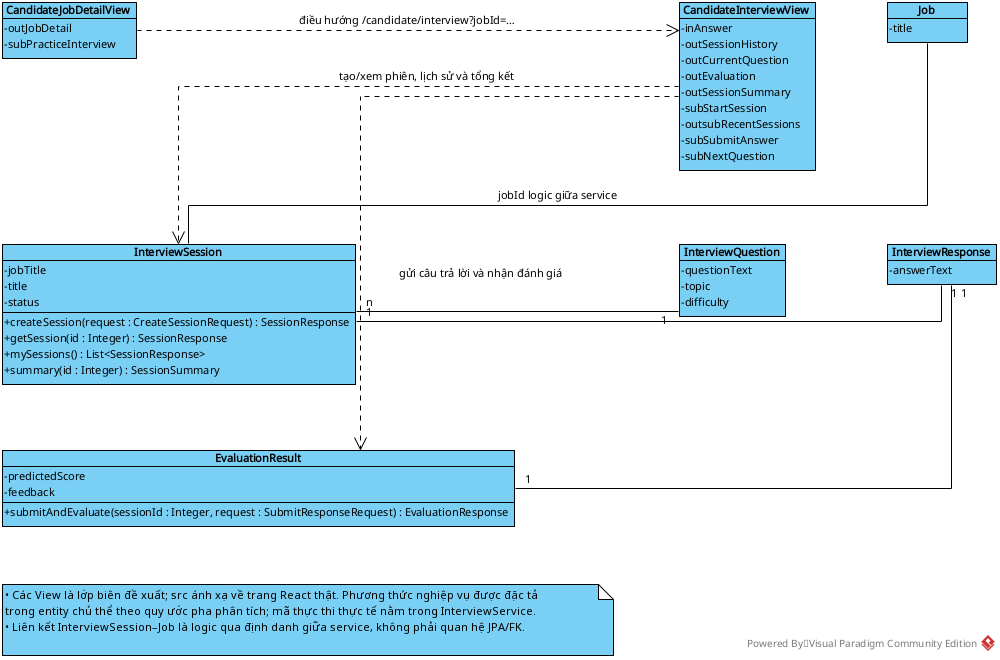 CandidateJobDetailView
-outJobDetail
-subPracticeInterview
điều hướng /candidate/interview?jobId=...
CandidateInterviewView
-inAnswer
-outSessionHistory
-outCurrentQuestion
-outEvaluation
-outSessionSummary
-subStartSession
-outsubRecentSessions
-subSubmitAnswer
-subNextQuestion
Job
-title
tạo/xem phiên, lịch sử và tổng kết
jobId logic giữa service
InterviewSession
-jobTitle
-title
-status
+createSession(request : CreateSessionRequest) : SessionResponse
+getSession(id : Integer) : SessionResponse
+mySessions() : List<SessionResponse>
+summary(id : Integer) : SessionSummary
gửi câu trả lời và nhận đánh giá
n
1
1
InterviewQuestion
-questionText
-topic
-difficulty
InterviewResponse
-answerText
1 1
EvaluationResult
-predictedScore
-feedback
+submitAndEvaluate(sessionId : Integer, request : SubmitResponseRequest) : EvaluationResponse
1
• Các View là lớp biên đề xuất; src ánh xạ về trang React thật. Phương thức nghiệp vụ được đặc tả
trong entity chủ thể theo quy ước pha phân tích; mã thực thi thực tế nằm trong InterviewService.
• Liên kết InterviewSession–Job là logic qua định danh giữa service, không phải quan hệ JPA/FK.
Powered By Visual Paradigm Community Edition